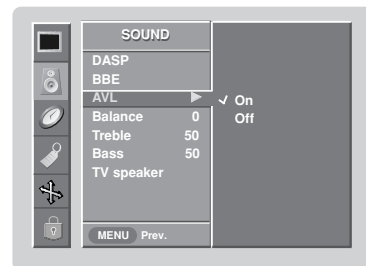 SOUND
DASP
BBE
AVL
Balance 0
Treble 50
Bass 50
TV speaker
✓ On
Off
MENU Prev.